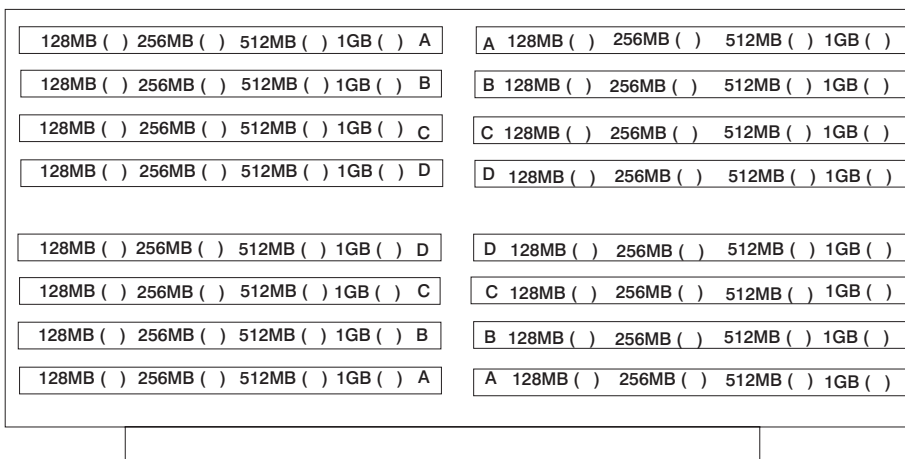 128MB ( ) 256MB ( ) 512MB ( ) 1GB ( ) A A 128MB ( ) 256MB ( ) 512MB ( ) 1GB ( )
128MB ( ) 256MB ( ) 512MB ( ) 1GB ( ) B B 128MB ( ) 256MB ( ) 512MB ( ) 1GB ( )
128MB ( ) 256MB ( ) 512MB ( ) 1GB ( ) C C 128MB ( ) 256MB ( ) 512MB ( ) 1GB ( )
128MB ( ) 256MB ( ) 512MB ( ) 1GB ( ) D D 128MB ( ) 256MB ( ) 512MB ( ) 1GB ( )
128MB ( ) 256MB ( ) 512MB ( ) 1GB ( ) D D 128MB ( ) 256MB ( ) 512MB ( ) 1GB ( )
128MB ( ) 256MB ( ) 512MB ( ) 1GB ( ) C C 128MB ( ) 256MB ( ) 512MB ( ) 1GB ( )
128MB ( ) 256MB ( ) 512MB ( ) 1GB ( ) B B 128MB ( ) 256MB ( ) 512MB ( ) 1GB ( )
128MB ( ) 256MB ( ) 512MB ( ) 1GB ( ) A A 128MB ( ) 256MB ( ) 512MB ( ) 1GB ( )